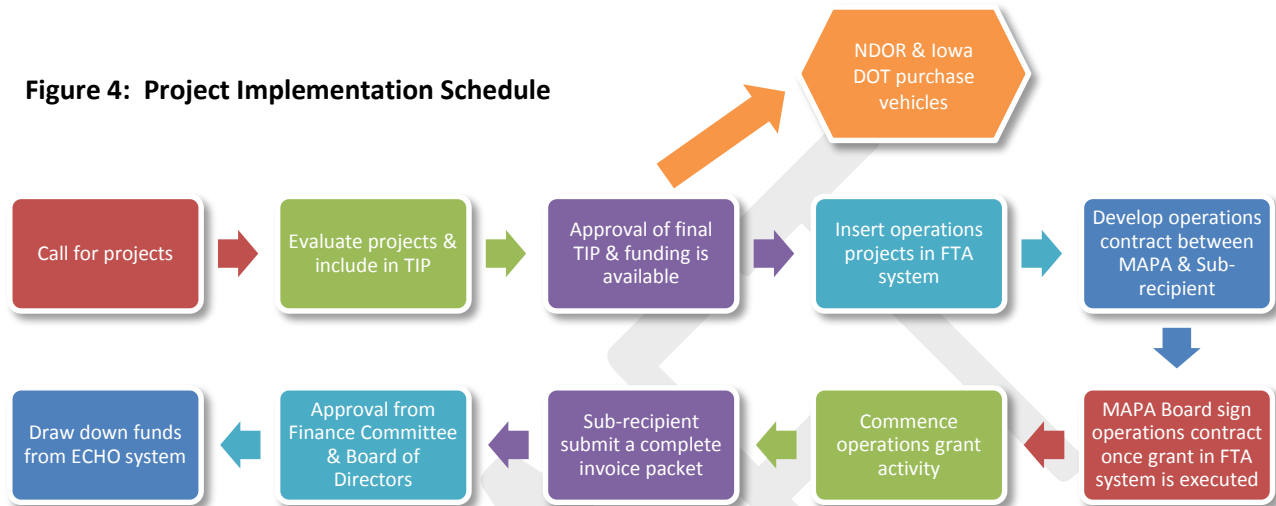 Figure 4: Project Implementation Schedule
NDOR & Iowa
DOT purchase
vehicles
Call for projects
Evaluate projects &
include in TIP
Approval of final
TIP & funding is
available
Insert operations
projects in FTA
system
Develop operations
contract between
MAPA & Sub-
recipient
MAPA Board sign
operations contract
once grant in FTA
system is executed
Commence
operations grant
activity
Sub-recipient
submit a complete
invoice packet
Approval from
Finance Committee
& Board of
Directors
Draw down funds
from ECHO system